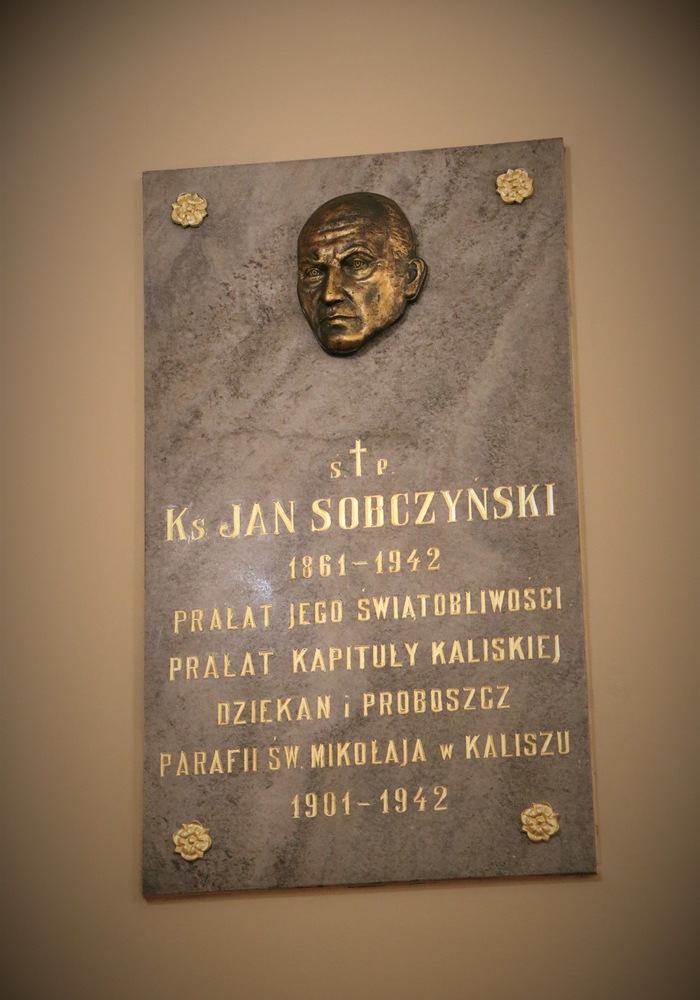 Ś † P.
Ks JAN SOBCZYŃSKI
1861-1942
PRAŁAT JEGO ŚWIĄTOBLIWOŚCI
PRAŁAT KAPITUŁY KALISKIEJ
DZIEKAN i PROBOSZCZ
PARAFII ŚW. MIKOŁAJA w KALISZU
1901-1942